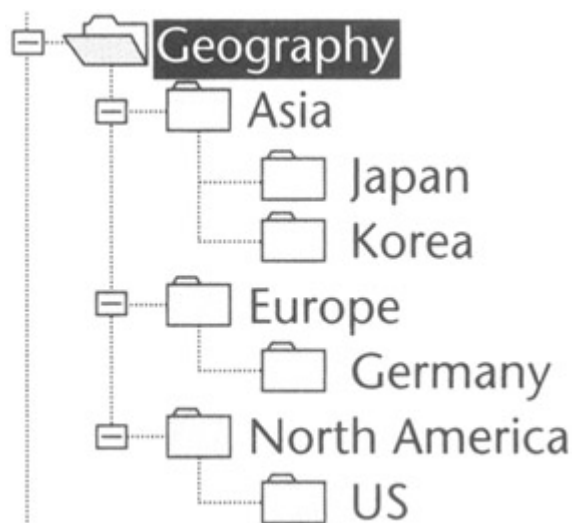 Geography
Asia
Japan
Korea
Europe
Germany
North America
US